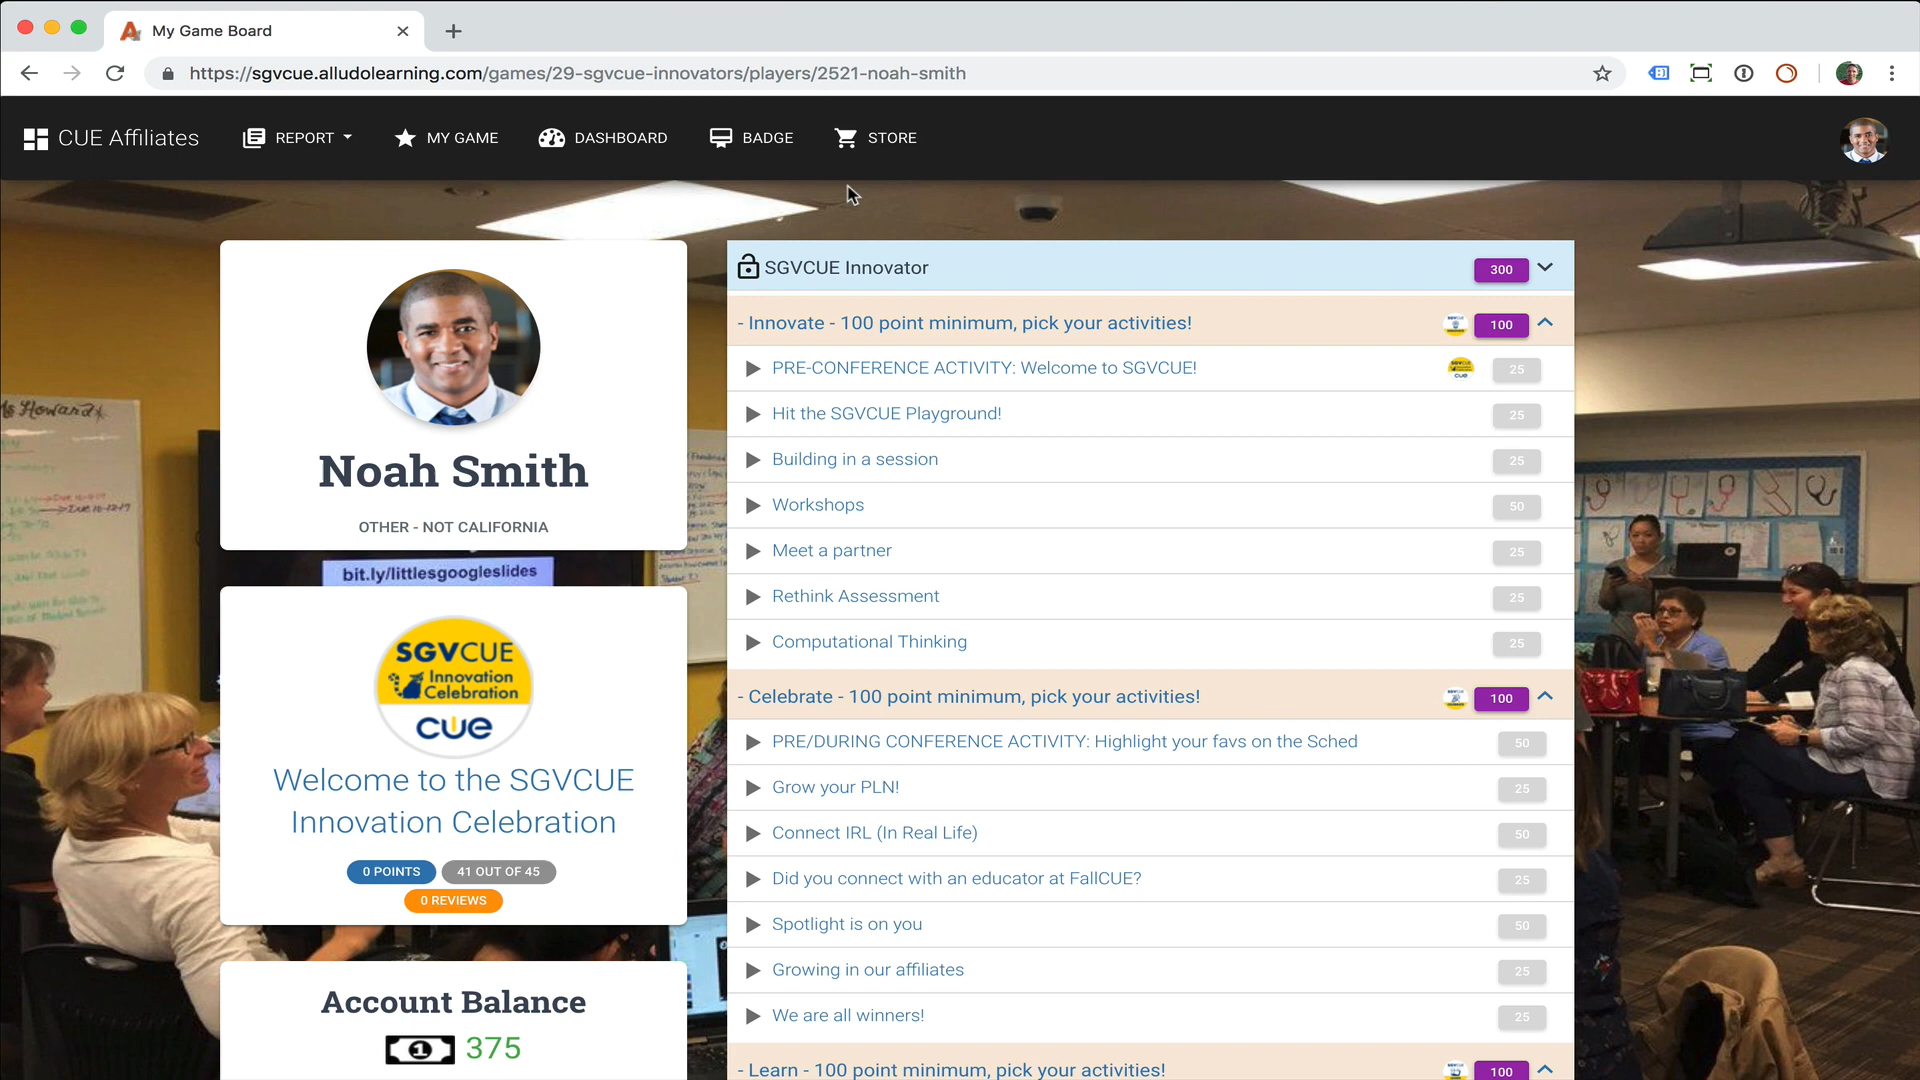 My Game Board
https://sgvcue.alludolearning.com/games/29-sgvcue-innovators/players/2521-noah-smith
CUE Affiliates
REPORT
MY GAME
DASHBOARD
BADGE
STORE
Noah Smith
OTHER - NOT CALIFORNIA
bit.ly/littlesgoogleslides
SGVCUE
Innovation
Celebration
cue
Welcome to the SGVCUE
Innovation Celebration
0 POINTS
41 OUT OF 45
0 REVIEWS
Account Balance
1
375
SGVCUE Innovator
300
- Innovate - 100 point minimum, pick your activities!
100
PRE-CONFERENCE ACTIVITY: Welcome to SGVCUE!
25
Hit the SGVCUE Playground!
25
Building in a session
25
Workshops
50
Meet a partner
25
Rethink Assessment
25
Computational Thinking
25
- Celebrate - 100 point minimum, pick your activities!
100
PRE/DURING CONFERENCE ACTIVITY: Highlight your favs on the Sched
50
Grow your PLN!
25
Connect IRL (In Real Life)
50
Did you connect with an educator at FallCUE?
25
Spotlight is on you
50
Growing in our affiliates
25
We are all winners!
25
- Learn - 100 point minimum, pick your activities!
100